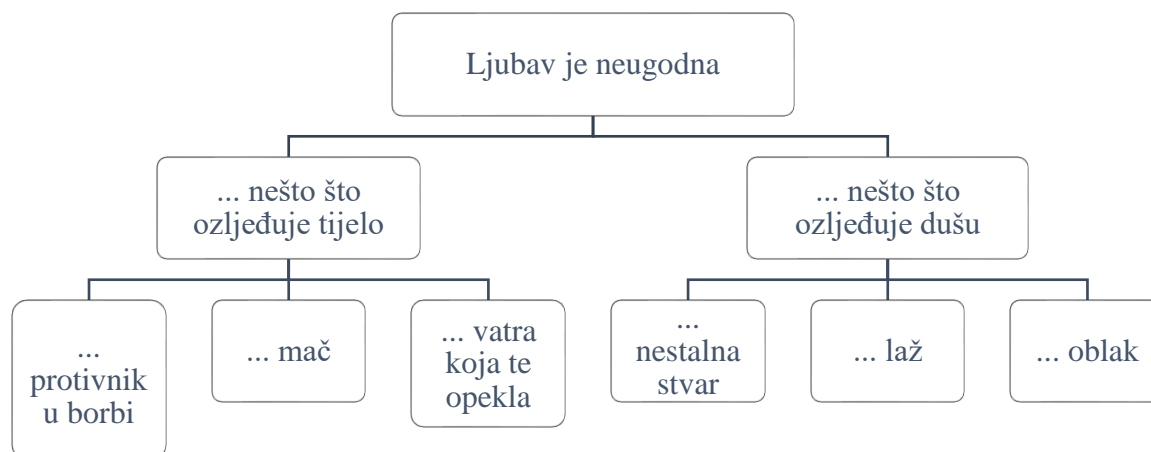 Ljubav je neugodna
... nešto što
ozljeđuje tijelo
... nešto što
ozljeđuje dušu
...
protivnik
u borbi
... mač
... vatra
koja te
opekla
...
nestalna
stvar
... laž
... oblak